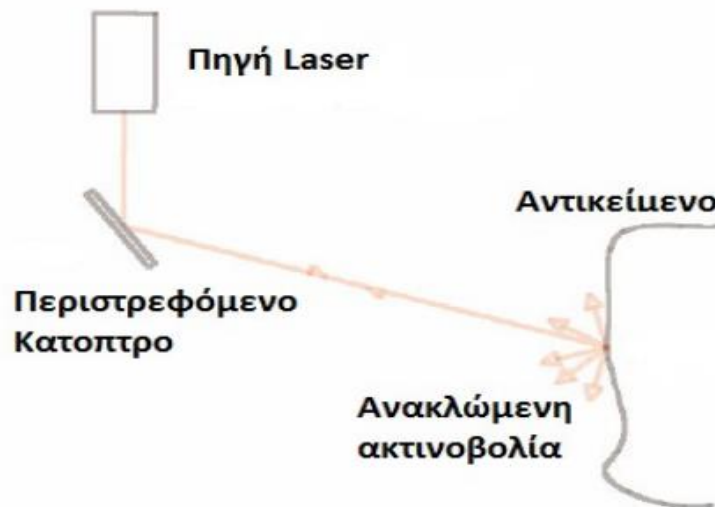 Πηγή Laser
Αντικείμενο
Περιστρεφόμενο
Κατοπτρο
Ανακλώμενη
ακτινοβολία